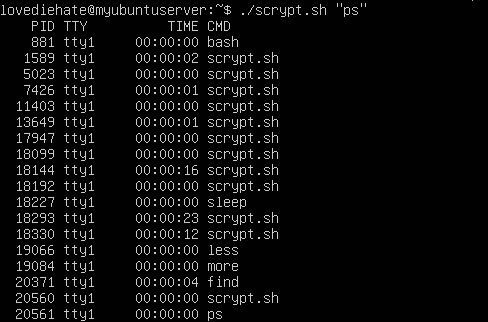 lovediehate@myubuntuserver:~$ ./scrypt.sh "ps"
PID TTY TIME CMD
881 tty1 00:00:00 bash
1589 tty1 00:00:02 scrypt.sh
5023 tty1 00:00:00 scrypt.sh
7426 tty1 00:00:01 scrypt.sh
11403 tty1 00:00:00 scrypt.sh
13649 tty1 00:00:01 scrypt.sh
17947 tty1 00:00:00 scrypt.sh
18099 tty1 00:00:00 scrypt.sh
18144 tty1 00:00:16 scrypt.sh
18192 tty1 00:00:00 scrypt.sh
18227 tty1 00:00:00 sleep
18293 tty1 00:00:23 scrypt.sh
18330 tty1 00:00:12 scrypt.sh
19066 tty1 00:00:00 less
19084 tty1 00:00:00 more
20371 tty1 00:00:04 find
20560 tty1 00:00:00 scrypt.sh
20561 tty1 00:00:00 ps